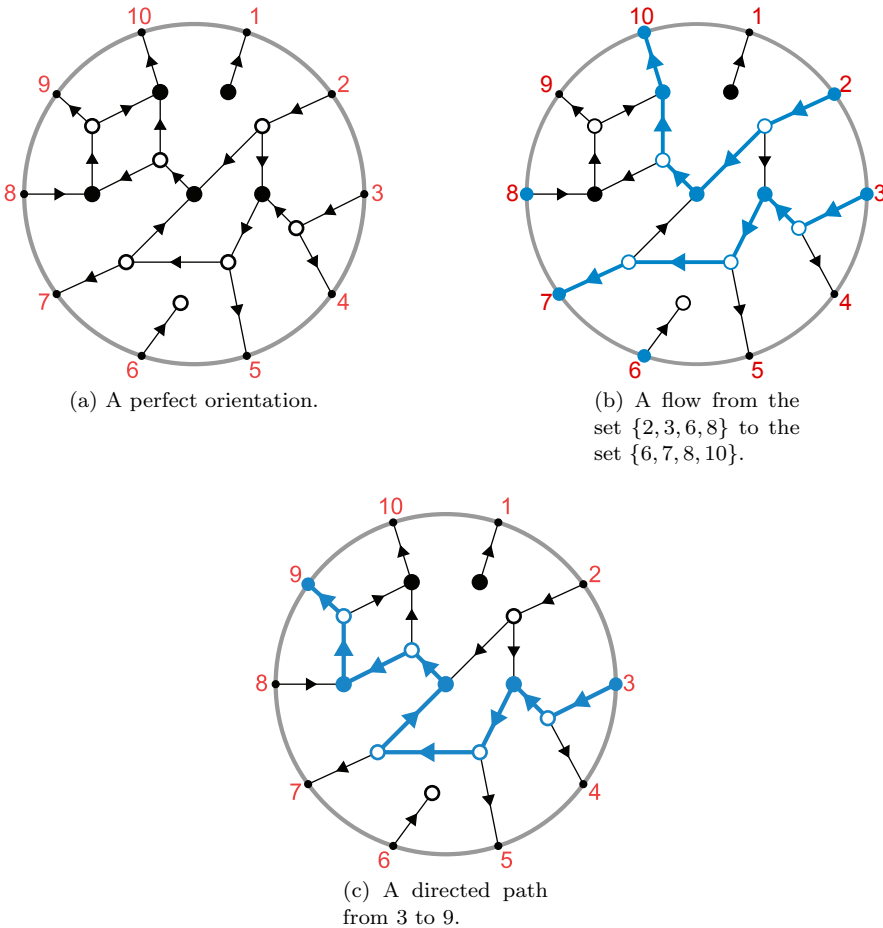 10 1
9 2
8 3
7 4
6 5
(a) A perfect orientation.
10 1
9 2
8 3
7 4
6 5
(b) A flow from the
set {2, 3, 6, 8} to the
set {6, 7, 8, 10}.
10 1
9 2
8 3
7 4
6 5
(c) A directed path
from 3 to 9.